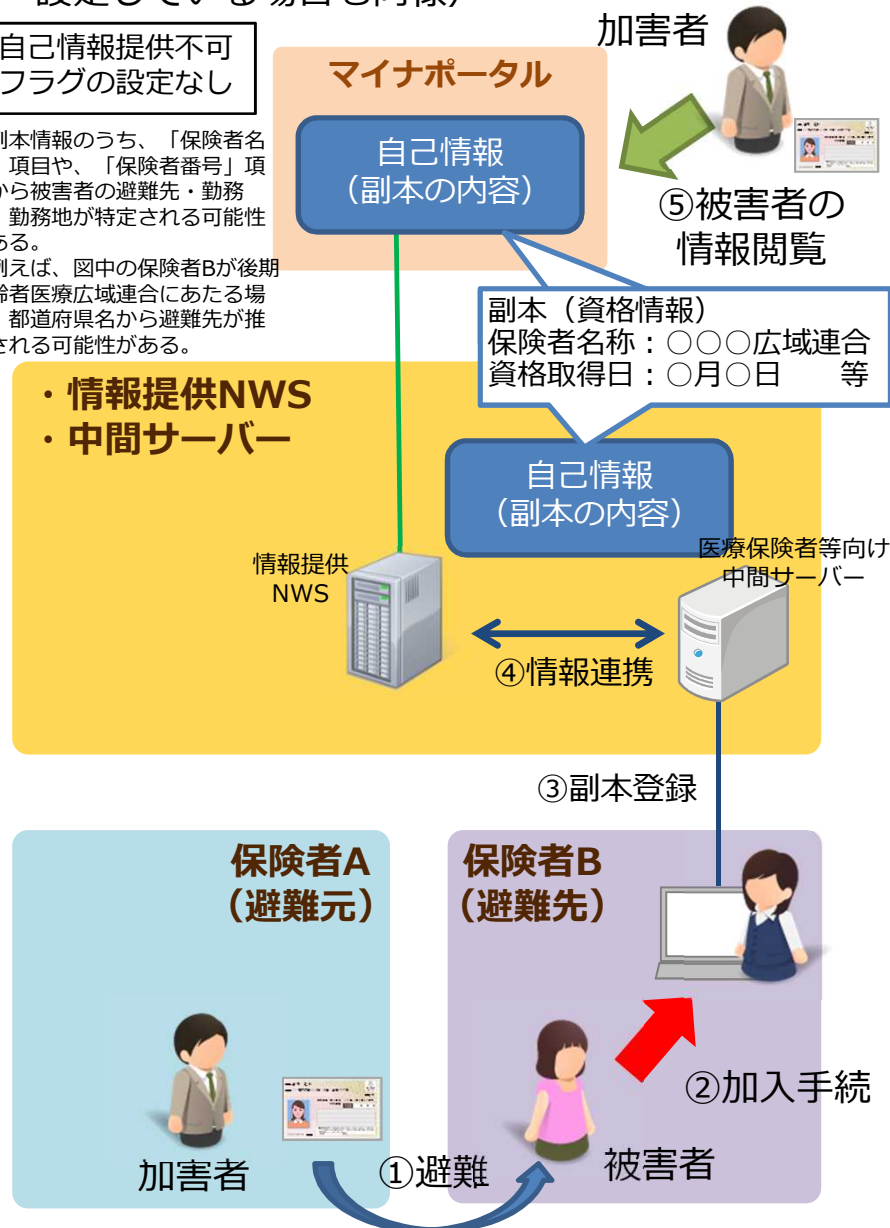 設定している場合も同様）
自己情報提供不可
フラグの設定なし
加害者
マイナポータル
自己情報
（副本の内容）
⑤被害者の
情報閲覧
副本情報のうち、「保険者名
」項目や、「保険者番号」項
から被害者の避難先・勤務
、勤務地が特定される可能性
ある。
例えば、図中の保険者Bが後期
齢者医療広域連合にあたる場
、都道府県名から避難先が推
される可能性がある。
副本（資格情報）
保険者名称：○○○広域連合
資格取得日：○月○日　　等
・情報提供NWS
・中間サーバー
自己情報
（副本の内容）
情報提供
NWS
医療保険者等向け
中間サーバー
④情報連携
③副本登録
保険者A
（避難元）
保険者B
（避難先）
②加入手続
加害者
①避難
被害者